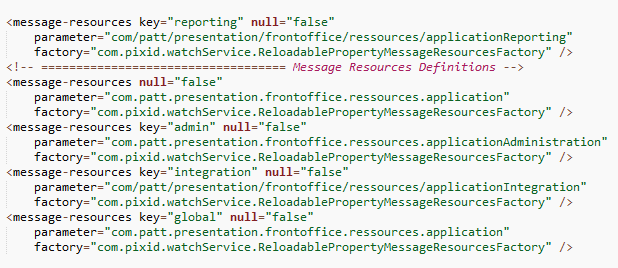 <message-resources key="reporting" null="false"
parameter="com/patt/presentation/frontoffice/ressources/applicationReporting"
factory="com.pixid.watchService.ReloadablePropertyMessageResourcesFactory" />
<!-- ================================== Message Resources Definitions -->
<message-resources null="false"
parameter="com.patt.presentation.frontoffice.ressources.application"
factory="com.pixid.watchService.ReloadablePropertyMessageResourcesFactory" />
<message-resources key="admin" null="false"
parameter="com.patt.presentation.frontoffice.ressources.applicationAdministration"
factory="com.pixid.watchService.ReloadablePropertyMessageResourcesFactory" />
<message-resources key="integration" null="false"
parameter="com/patt/presentation/frontoffice/ressources/applicationIntegration"
factory="com.pixid.watchService.ReloadablePropertyMessageResourcesFactory" />
<message-resources key="global" null="false"
parameter="com.patt.presentation.frontoffice.ressources.application"
factory="com.pixid.watchService.ReloadablePropertyMessageResourcesFactory" />